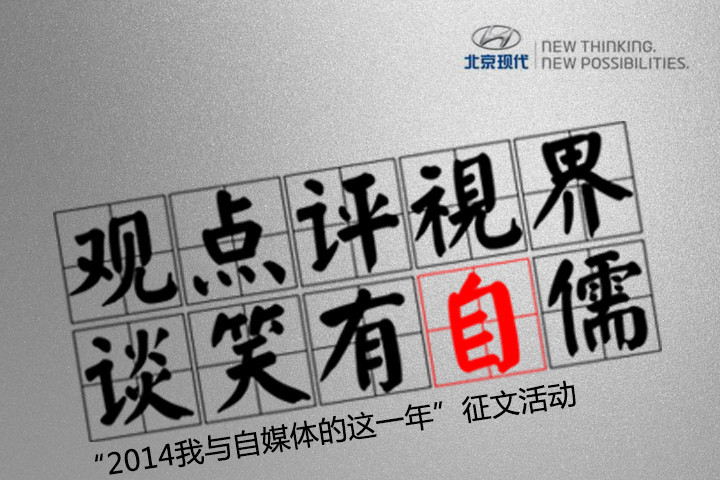 北京现代
NEW THINKING.
NEW POSSIBILITIES.
观点评視界
谈笑有自儒
“2014我与自媒体的这一年”征文活动